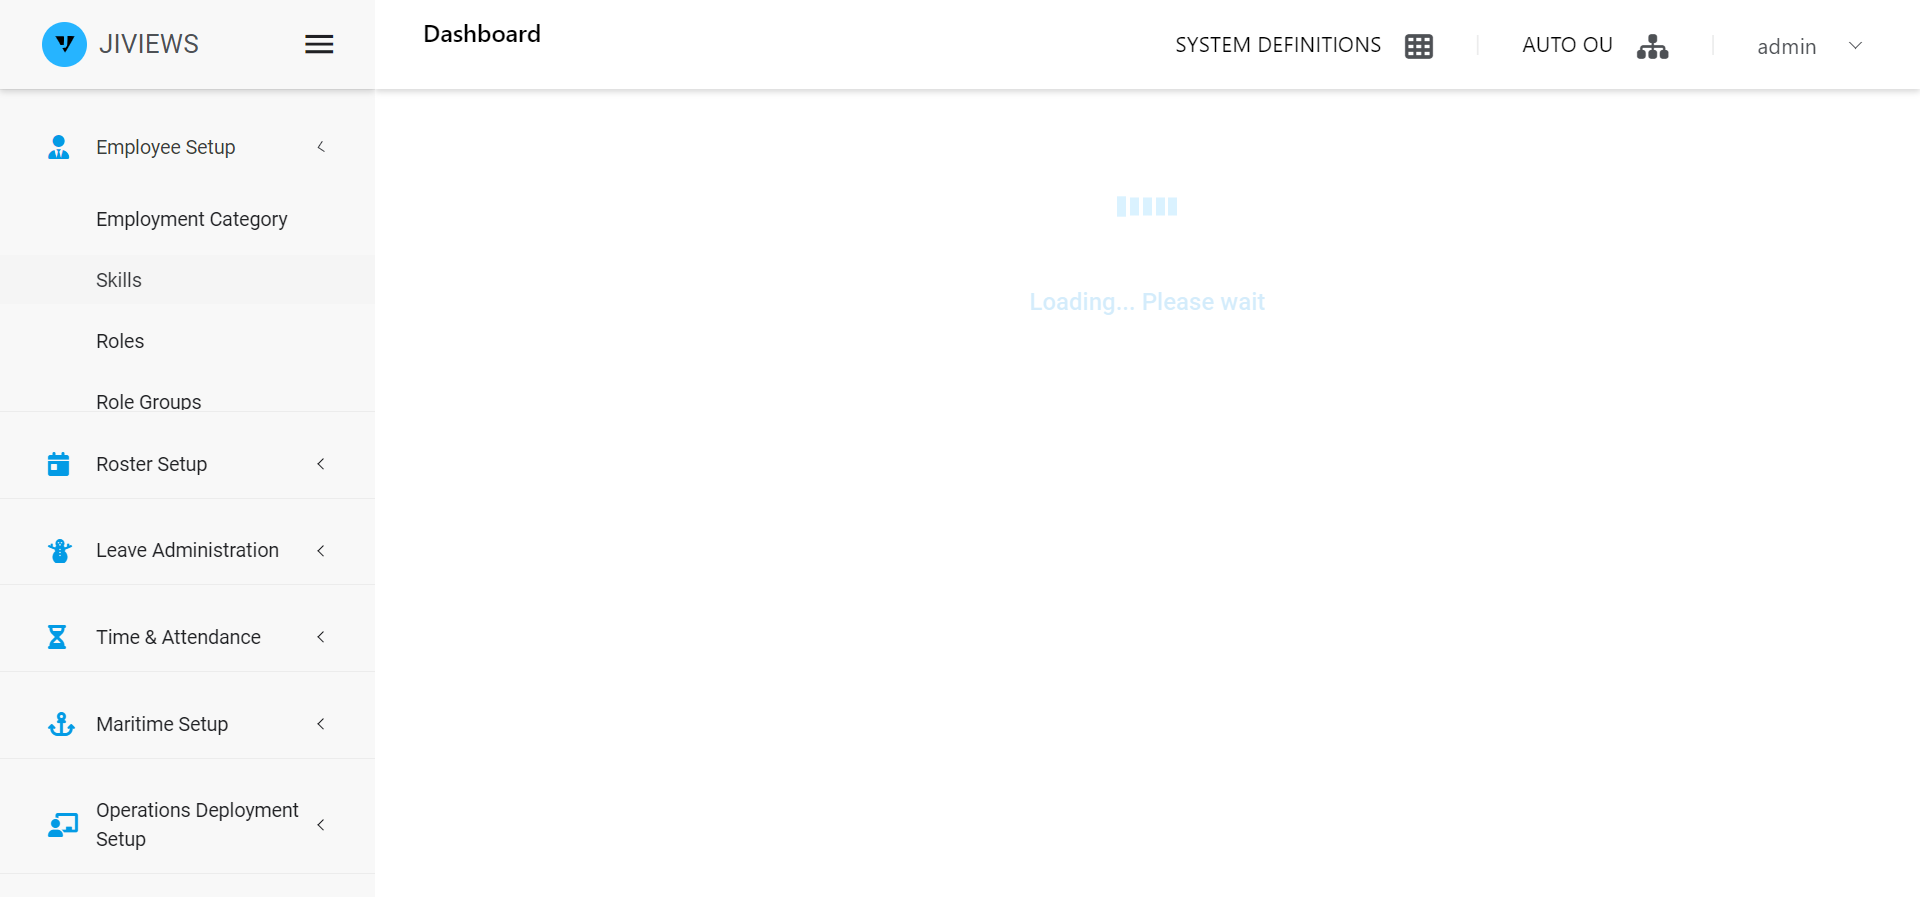 JIVIEWS
Dashboard
SYSTEM DEFINITIONS
AUTO OU
admin
Employee Setup
Employment Category
Skills
Roles
Role Groups
Roster Setup
Leave Administration
Time & Attendance
Maritime Setup
Operations Deployment
Setup
Loading... Please wait